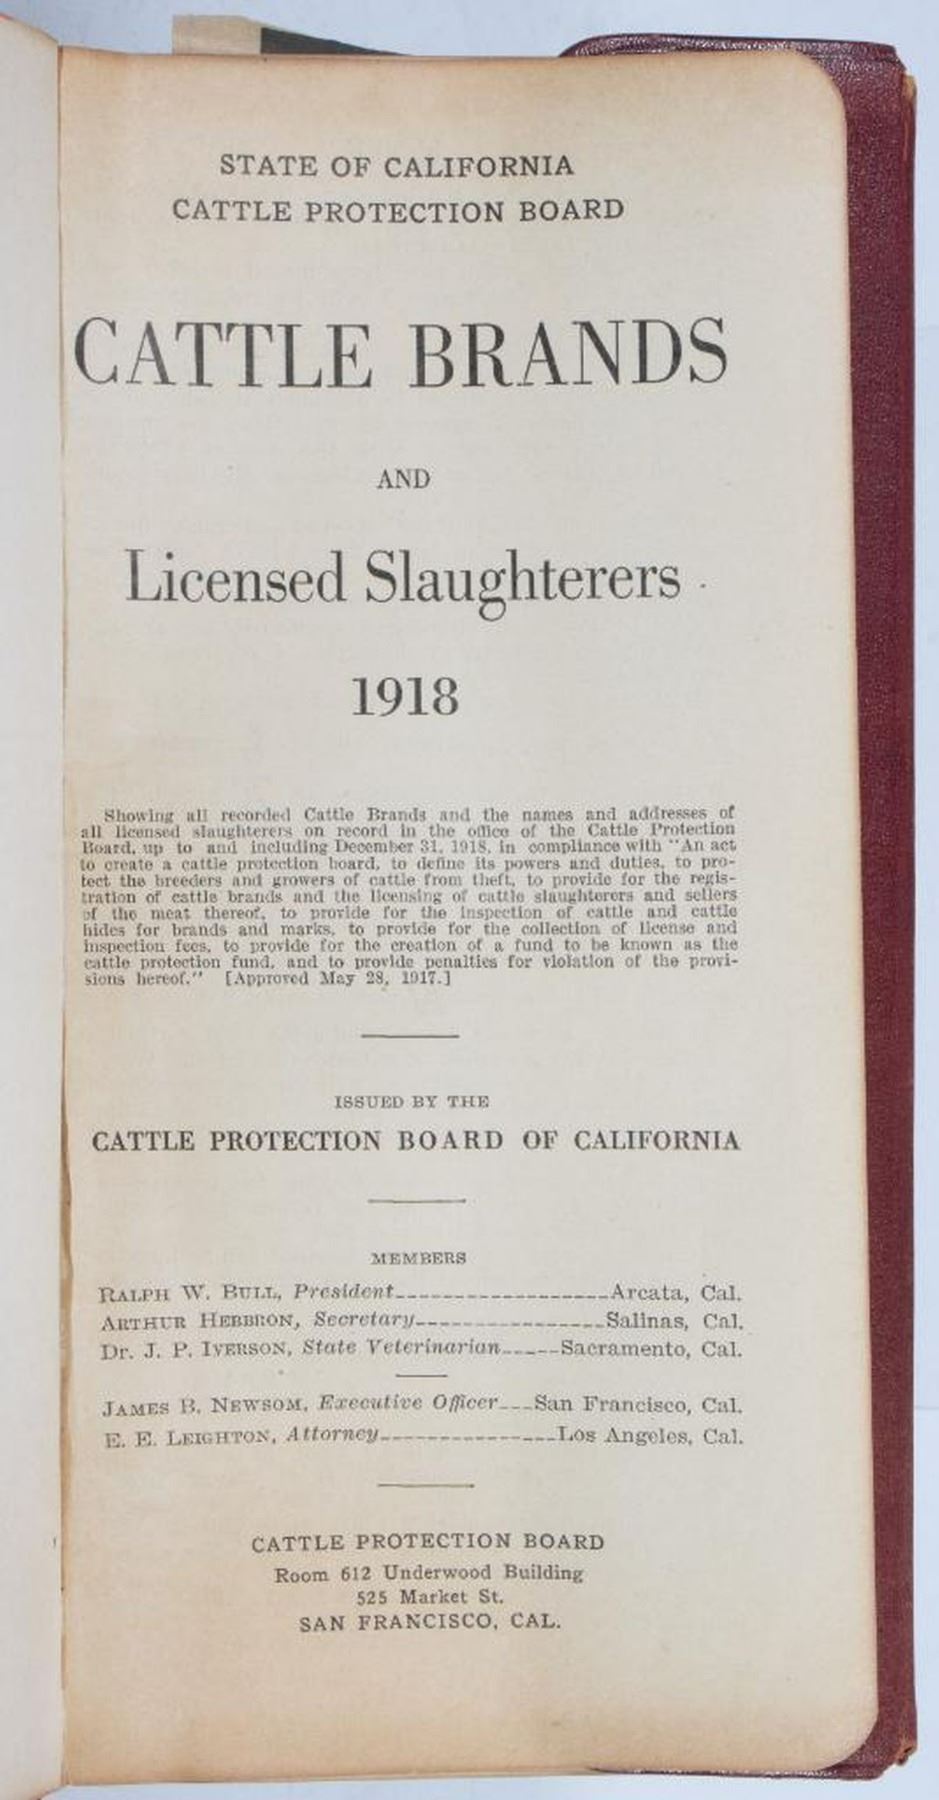 STATE OF CALIFORNIA
CATTLE PROTECTION BOARD
CATTLE BRANDS
AND
Licensed Slaughterers
1918
Showing all recorded Cattle Brands and the names and addresses of
all licensed slaughterers on record in the office of the Cattle Protection
Board, up to and including December 31, 1918, in compliance with "An act
to create a cattle protection board, to define its powers and duties, to pro-
tect the breeders and growers of cattle from theft, to provide for the regis-
tration of cattle brands and the licensing of cattle slaughterers and sellers
of the meat thereof, to provide for the inspection of cattle and cattle
hides for brands and marks, to provide for the collection of license and
inspection fees, to provide for the creation of a fund to be known as the
cattle protection fund, and to provide penalties for violation of the provi-
sions hereof." [Approved May 28, 1917.]
ISSUED BY THE
CATTLE PROTECTION BOARD OF CALIFORNIA
MEMBERS
RALPH W. BULL, President------------------Arcata, Cal.
ARTHUR HEBBRON, Secretary----------------Salinas, Cal.
Dr. J. P. IVERSON, State Veterinarian-----Sacramento, Cal.
JAMES B. NEWSOM, Executive Officer---San Francisco, Cal.
E. E. LEIGHTON, Attorney---------------Los Angeles, Cal.
CATTLE PROTECTION BOARD
Room 612 Underwood Building
525 Market St.
SAN FRANCISCO, CAL.